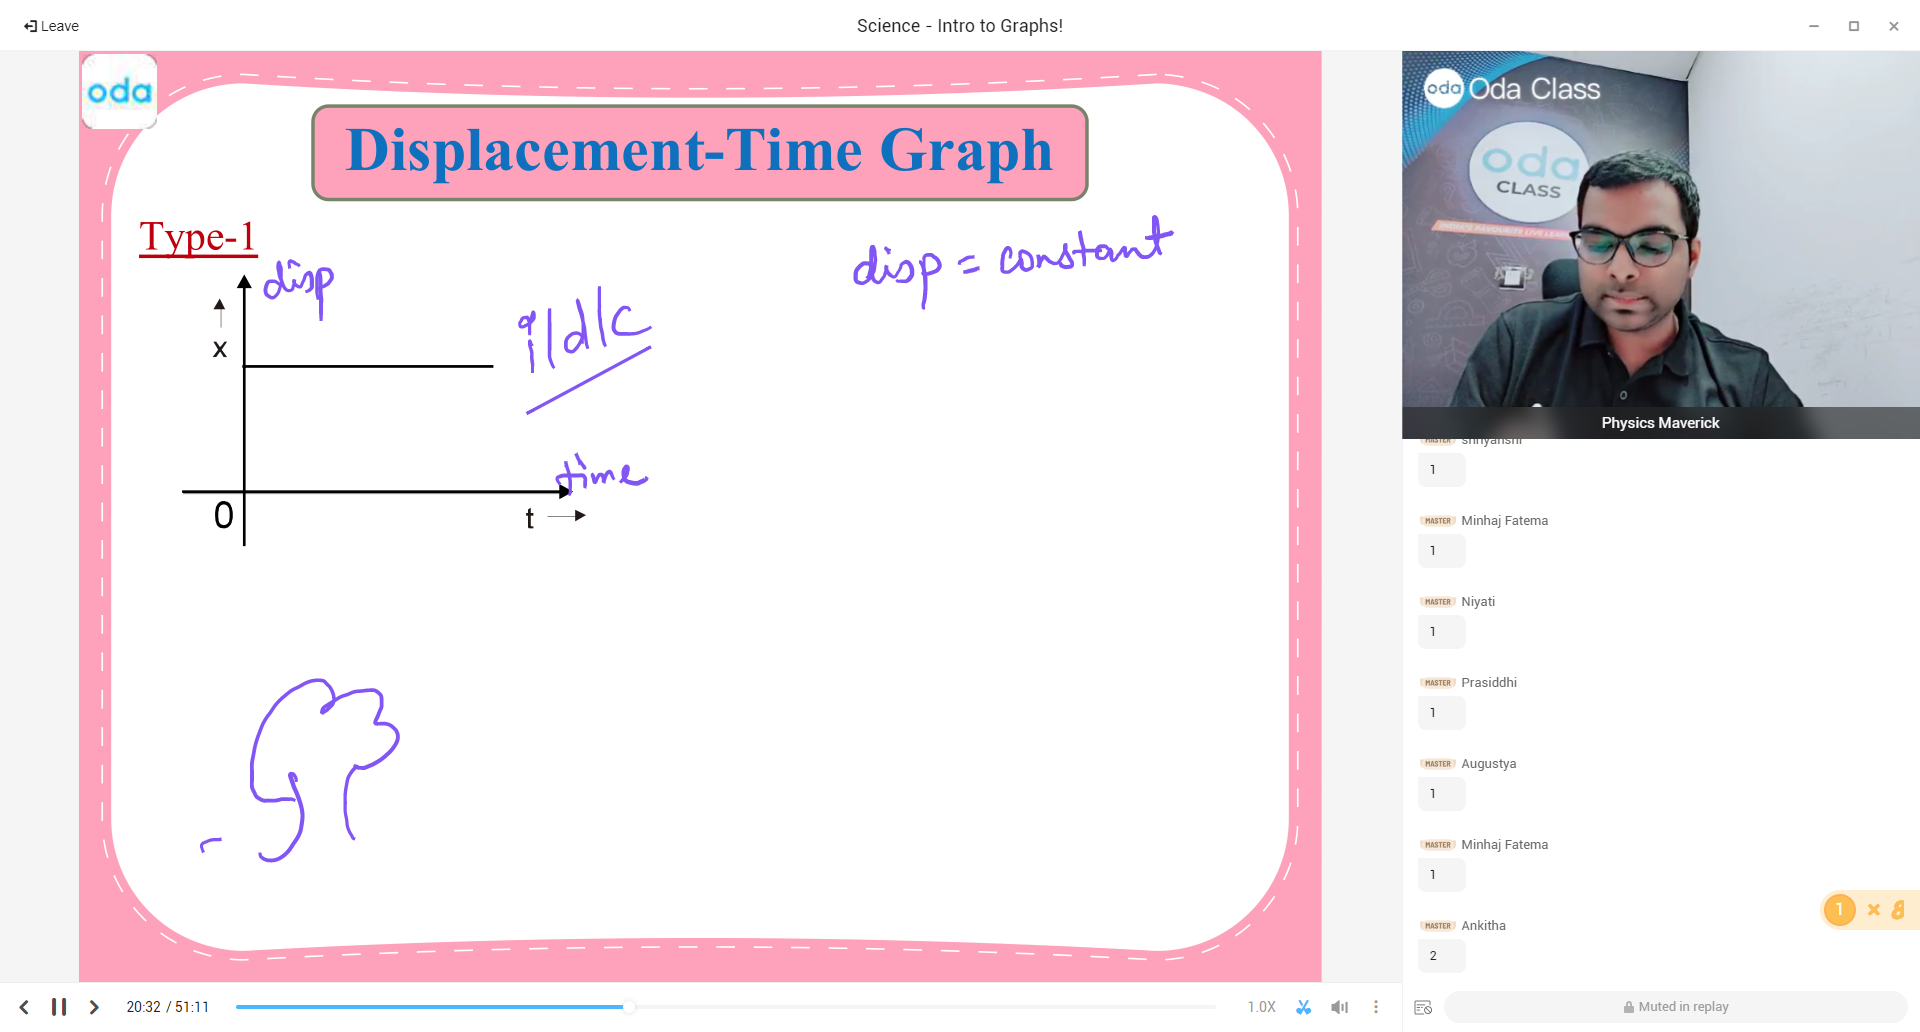 Leave
Science - Intro to Graphs!
oda
Displacement-Time Graph
Type-1
disp
disp = constant
x
i/d/c
time
0
t
oda Oda Class
oda
CLASS
Physics Maverick
MASTER shriyanshi
1
MASTER Minhaj Fatema
1
MASTER Niyati
1
MASTER Prasiddhi
1
MASTER Augustya
1
MASTER Minhaj Fatema
1
MASTER Ankitha
2
1 × 8
20:32 / 51:11
1.0X
Muted in replay